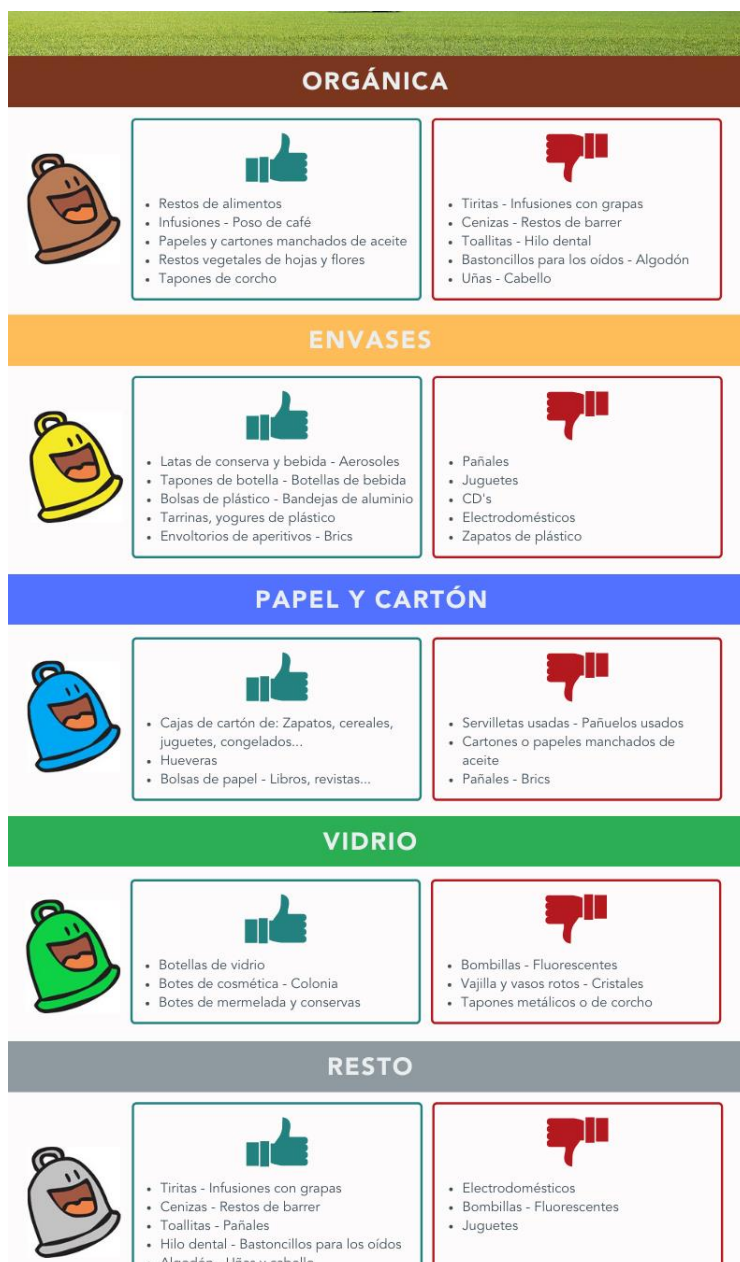 ORGÁNICA
• Restos de alimentos
• Infusiones - Poso de café
• Papeles y cartones manchados de aceite
• Restos vegetales de hojas y flores
• Tapones de corcho
• Tiritas - Infusiones con grapas
• Cenizas - Restos de barrer
• Toallitas - Hilo dental
• Bastoncillos para los oídos - Algodón
• Uñas - Cabello
ENVASES
• Latas de conserva y bebida - Aerosoles
• Tapones de botella - Botellas de bebida
• Bolsas de plástico - Bandejas de aluminio
• Tarrinas, yogures de plástico
• Envoltorios de aperitivos - Brics
• Pañales
• Juguetes
• CD's
• Electrodomésticos
• Zapatos de plástico
PAPEL Y CARTÓN
• Cajas de cartón de: Zapatos, cereales,
juguetes, congelados...
• Hueveras
• Bolsas de papel - Libros, revistas...
• Servilletas usadas - Pañuelos usados
• Cartones o papeles manchados de
aceite
• Pañales - Brics
VIDRIO
• Botellas de vidrio
• Botes de cosmética - Colonia
• Botes de mermelada y conservas
• Bombillas - Fluorescentes
• Vajilla y vasos rotos - Cristales
• Tapones metálicos o de corcho
RESTO
• Tiritas - Infusiones con grapas
• Cenizas - Restos de barrer
• Toallitas - Pañales
• Hilo dental - Bastoncillos para los oídos
• Algodón - Uñas y cabello
• Electrodomésticos
• Bombillas - Fluorescentes
• Juguetes